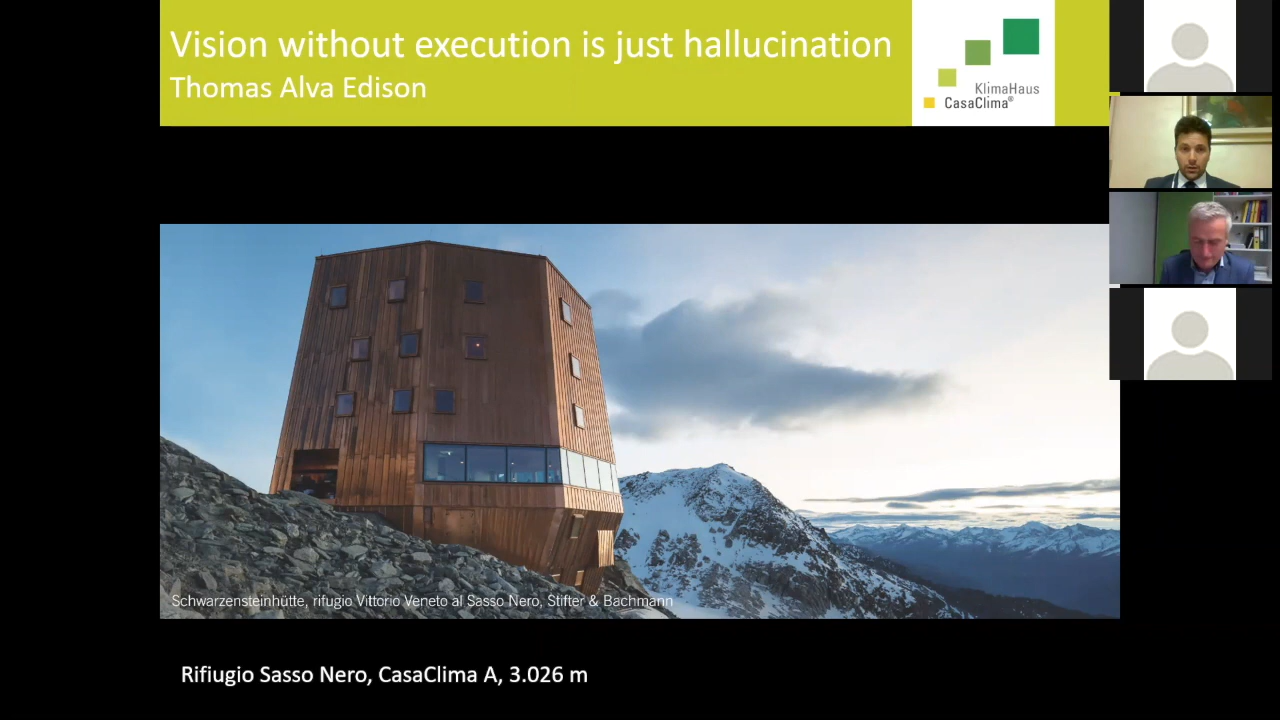 Vision without execution is just hallucination
Thomas Alva Edison
KlimaHaus
CasaClima®
Schwarzensteinhütte, rifugio Vittorio Veneto al Sasso Nero, Stifter & Bachmann
Rifiugio Sasso Nero, CasaClima A, 3.026 m